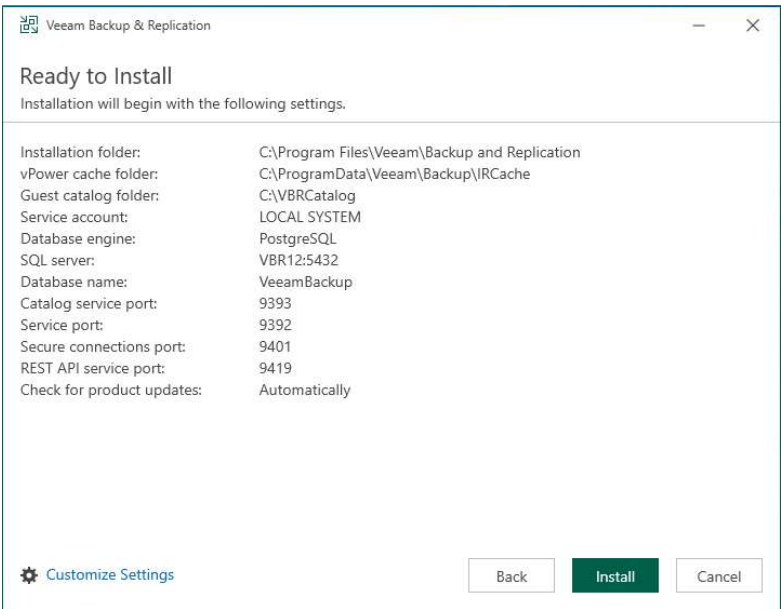 Veeam Backup & Replication
Ready to Install
Installation will begin with the following settings.
Installation folder: C:\Program Files\Veeam\Backup and Replication
vPower cache folder: C:\ProgramData\Veeam\Backup\IRCache
Guest catalog folder: C:\VBRCatalog
Service account: LOCAL SYSTEM
Database engine: PostgreSQL
SQL server: VBR12:5432
Database name: VeeamBackup
Catalog service port: 9393
Service port: 9392
Secure connections port: 9401
REST API service port: 9419
Check for product updates: Automatically
Customize Settings Back Install Cancel